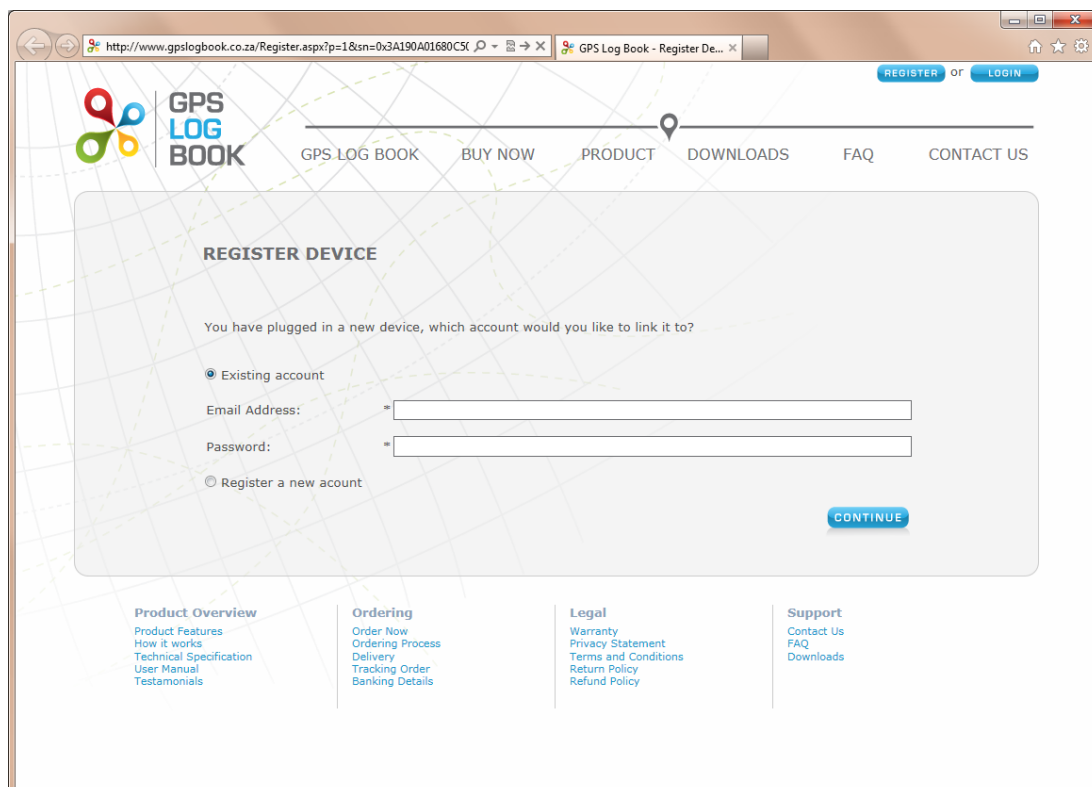 http://www.gpslogbook.co.za/Register.aspx?p=1&sn=0x3A190A01680C5(
GPS Log Book - Register De...
REGISTER or LOGIN
GPS
LOG
BOOK
GPS LOG BOOK BUY NOW PRODUCT DOWNLOADS FAQ CONTACT US
REGISTER DEVICE
You have plugged in a new device, which account would you like to link it to?
Existing account
Email Address: *
Password: *
Register a new acount
CONTINUE
Product Overview
Product Features
How it works
Technical Specification
User Manual
Testamonials
Ordering
Order Now
Ordering Process
Delivery
Tracking Order
Banking Details
Legal
Warranty
Privacy Statement
Terms and Conditions
Return Policy
Refund Policy
Support
Contact Us
FAQ
Downloads